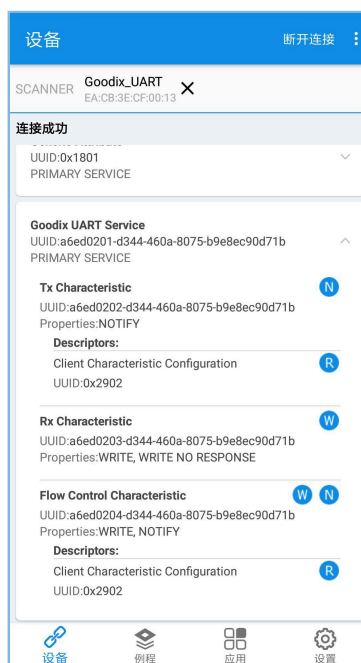 设备
断开连接
SCANNER
Goodix_UART
EA:CB:3E:CF:00:13
连接成功
UUID:0x1801
PRIMARY SERVICE
Goodix UART Service
UUID:a6ed0201-d344-460a-8075-b9e8ec90d71b
PRIMARY SERVICE
Tx Characteristic
N
UUID:a6ed0202-d344-460a-8075-b9e8ec90d71b
Properties:NOTIFY
Descriptors:
Client Characteristic Configuration
R
UUID:0x2902
Rx Characteristic
W
UUID:a6ed0203-d344-460a-8075-b9e8ec90d71b
Properties:WRITE, WRITE NO RESPONSE
Flow Control Characteristic
W N
UUID:a6ed0204-d344-460a-8075-b9e8ec90d71b
Properties:WRITE, NOTIFY
Descriptors:
Client Characteristic Configuration
R
UUID:0x2902
设备 例程 应用 设置